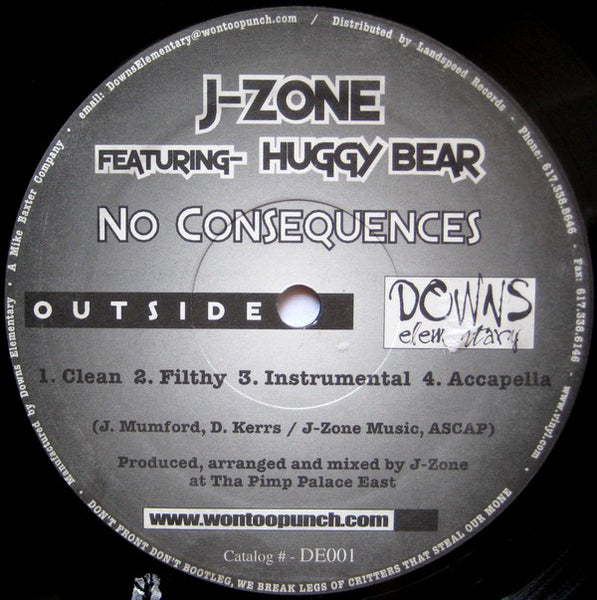 Manufactured by Downs Elementary • A Mike Baxter Company • email: DownsElementary@wontoopunch.com / Distributed by Landspeed Records - Phone: 617.338.8646 • Fax: 617.338.6146 • www.vinyl.com
J-ZONE
FEATURING- HUGGY BEAR
NO CONSEQUENCES
OUTSIDE
DOWNS
elementary
1. Clean 2. Filthy 3. Instrumental 4. Accapella
(J. Mumford, D. Kerrs / J-Zone Music, ASCAP)
Produced, arranged and mixed by J-Zone
at Tha Pimp Palace East
www.wontoopunch.com
Catalog # - DE001
DON'T FRONT DON'T BOOTLEG, WE BREAK LEGS OF CRITTERS THAT STEAL OUR MONE